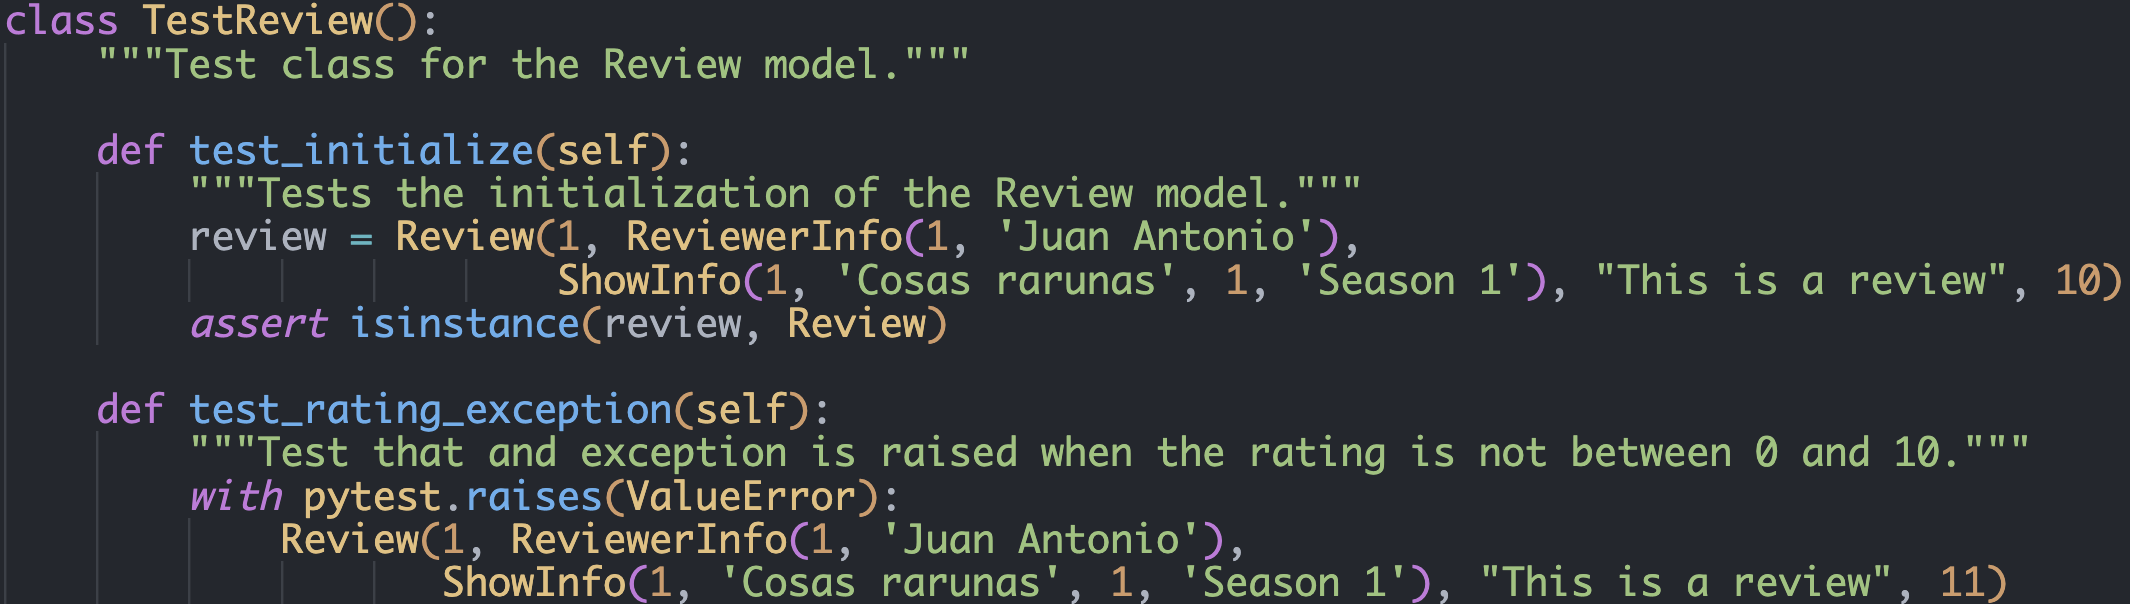 class TestReview():
"""Test class for the Review model."""
def test_initialize(self):
"""Tests the initialization of the Review model."""
review = Review(1, ReviewerInfo(1, 'Juan Antonio'),
ShowInfo(1, 'Cosas rarunas', 1, 'Season 1'), "This is a review", 10)
assert isinstance(review, Review)
def test_rating_exception(self):
"""Test that and exception is raised when the rating is not between 0 and 10."""
with pytest.raises(ValueError):
Review(1, ReviewerInfo(1, 'Juan Antonio'),
ShowInfo(1, 'Cosas rarunas', 1, 'Season 1'), "This is a review", 11)